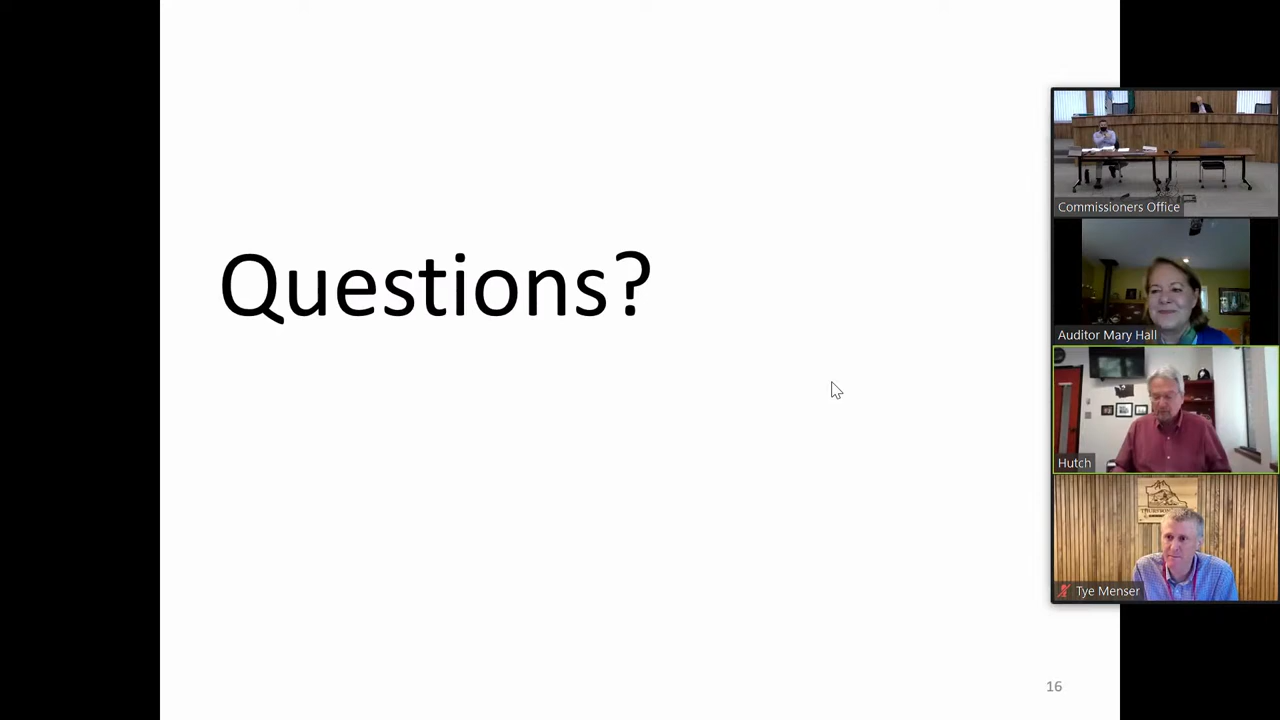 Questions?
Commissioners Office
Auditor Mary Hall
Hutch
Tye Menser
16